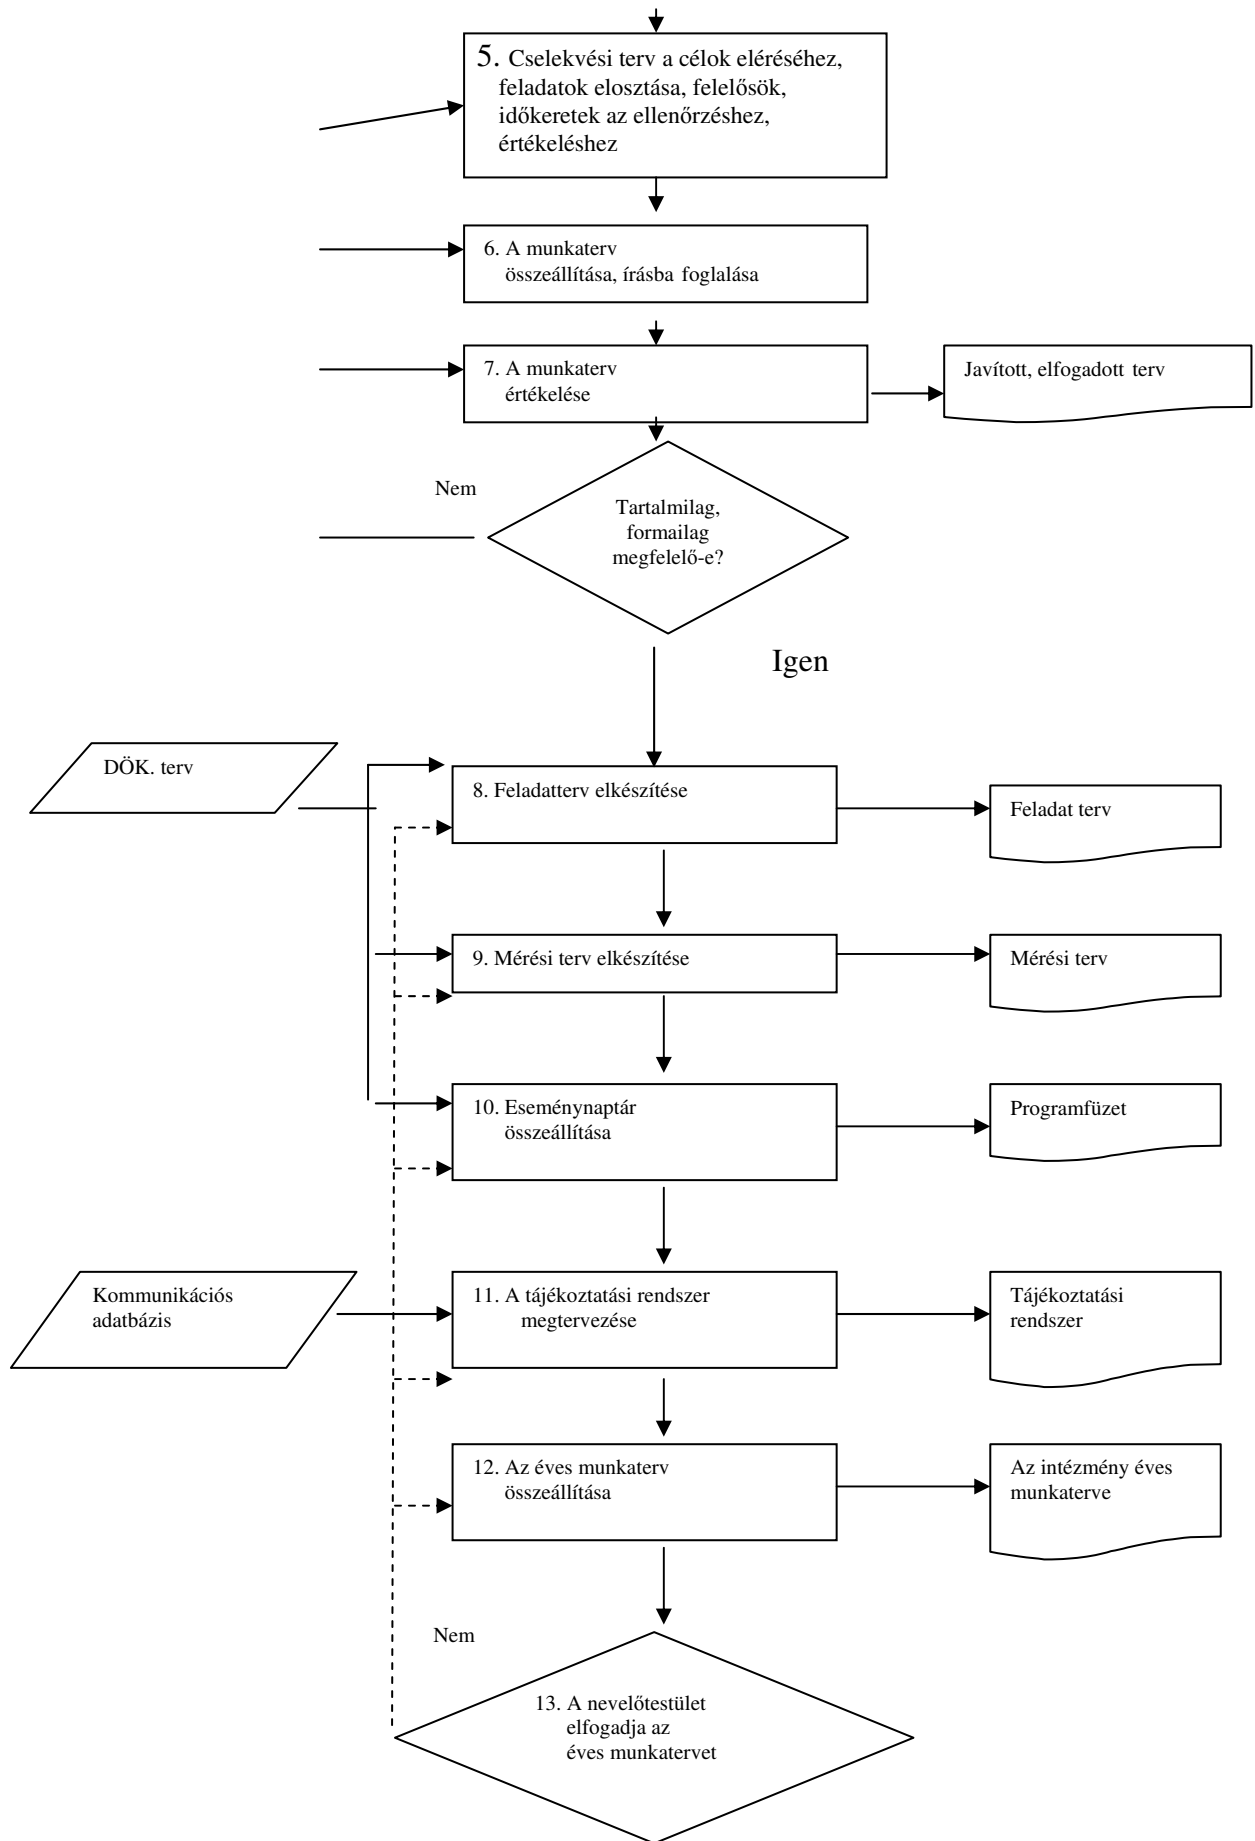 5. Cselekvési terv a célok eléréséhez,
feladatok elosztása, felelősök,
időkeretek az ellenőrzéshez,
értékeléshez
6. A munkaterv
összeállítása, írásba foglalása
7. A munkaterv
értékelése
Javított, elfogadott terv
Nem
Tartalmilag,
formailag
megfelelő-e?
Igen
DÖK. terv
8. Feladatterv elkészítése
Feladat terv
9. Mérési terv elkészítése
Mérési terv
10. Eseménynaptár
összeállítása
Programfüzet
Kommunikációs
adatbázis
11. A tájékoztatási rendszer
megtervezése
Tájékoztatási
rendszer
12. Az éves munkaterv
összeállítása
Az intézmény éves
munkaterve
Nem
13. A nevelőtestület
elfogadja az
éves munkatervet